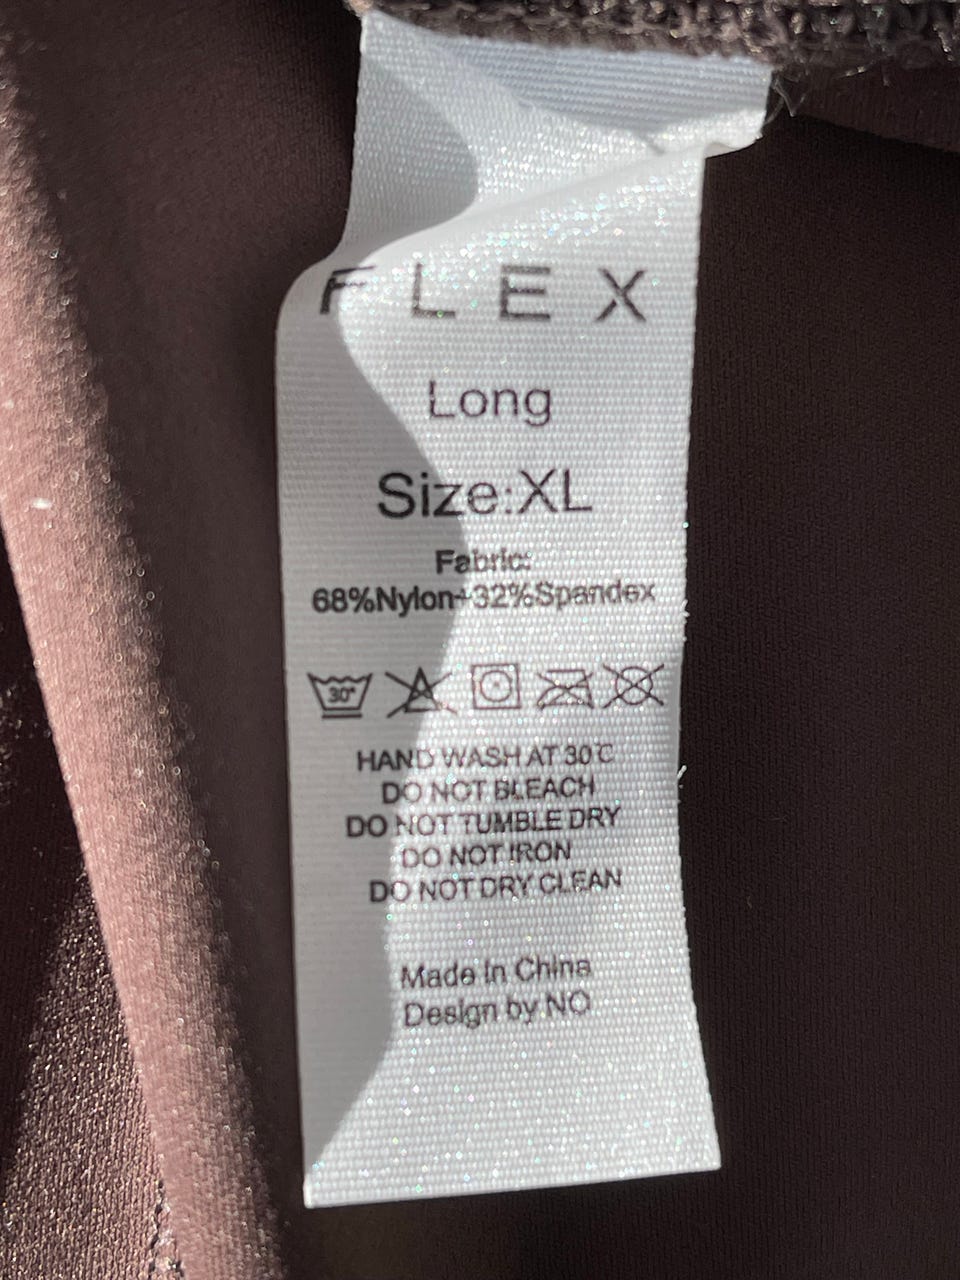 FLEX
Long
Size:XL
Fabric:
68%Nylon+32%Spandex
30°
HAND WASH AT 30℃
DO NOT BLEACH
DO NOT TUMBLE DRY
DO NOT IRON
DO NOT DRY CLEAN
Made in China
Design by NO